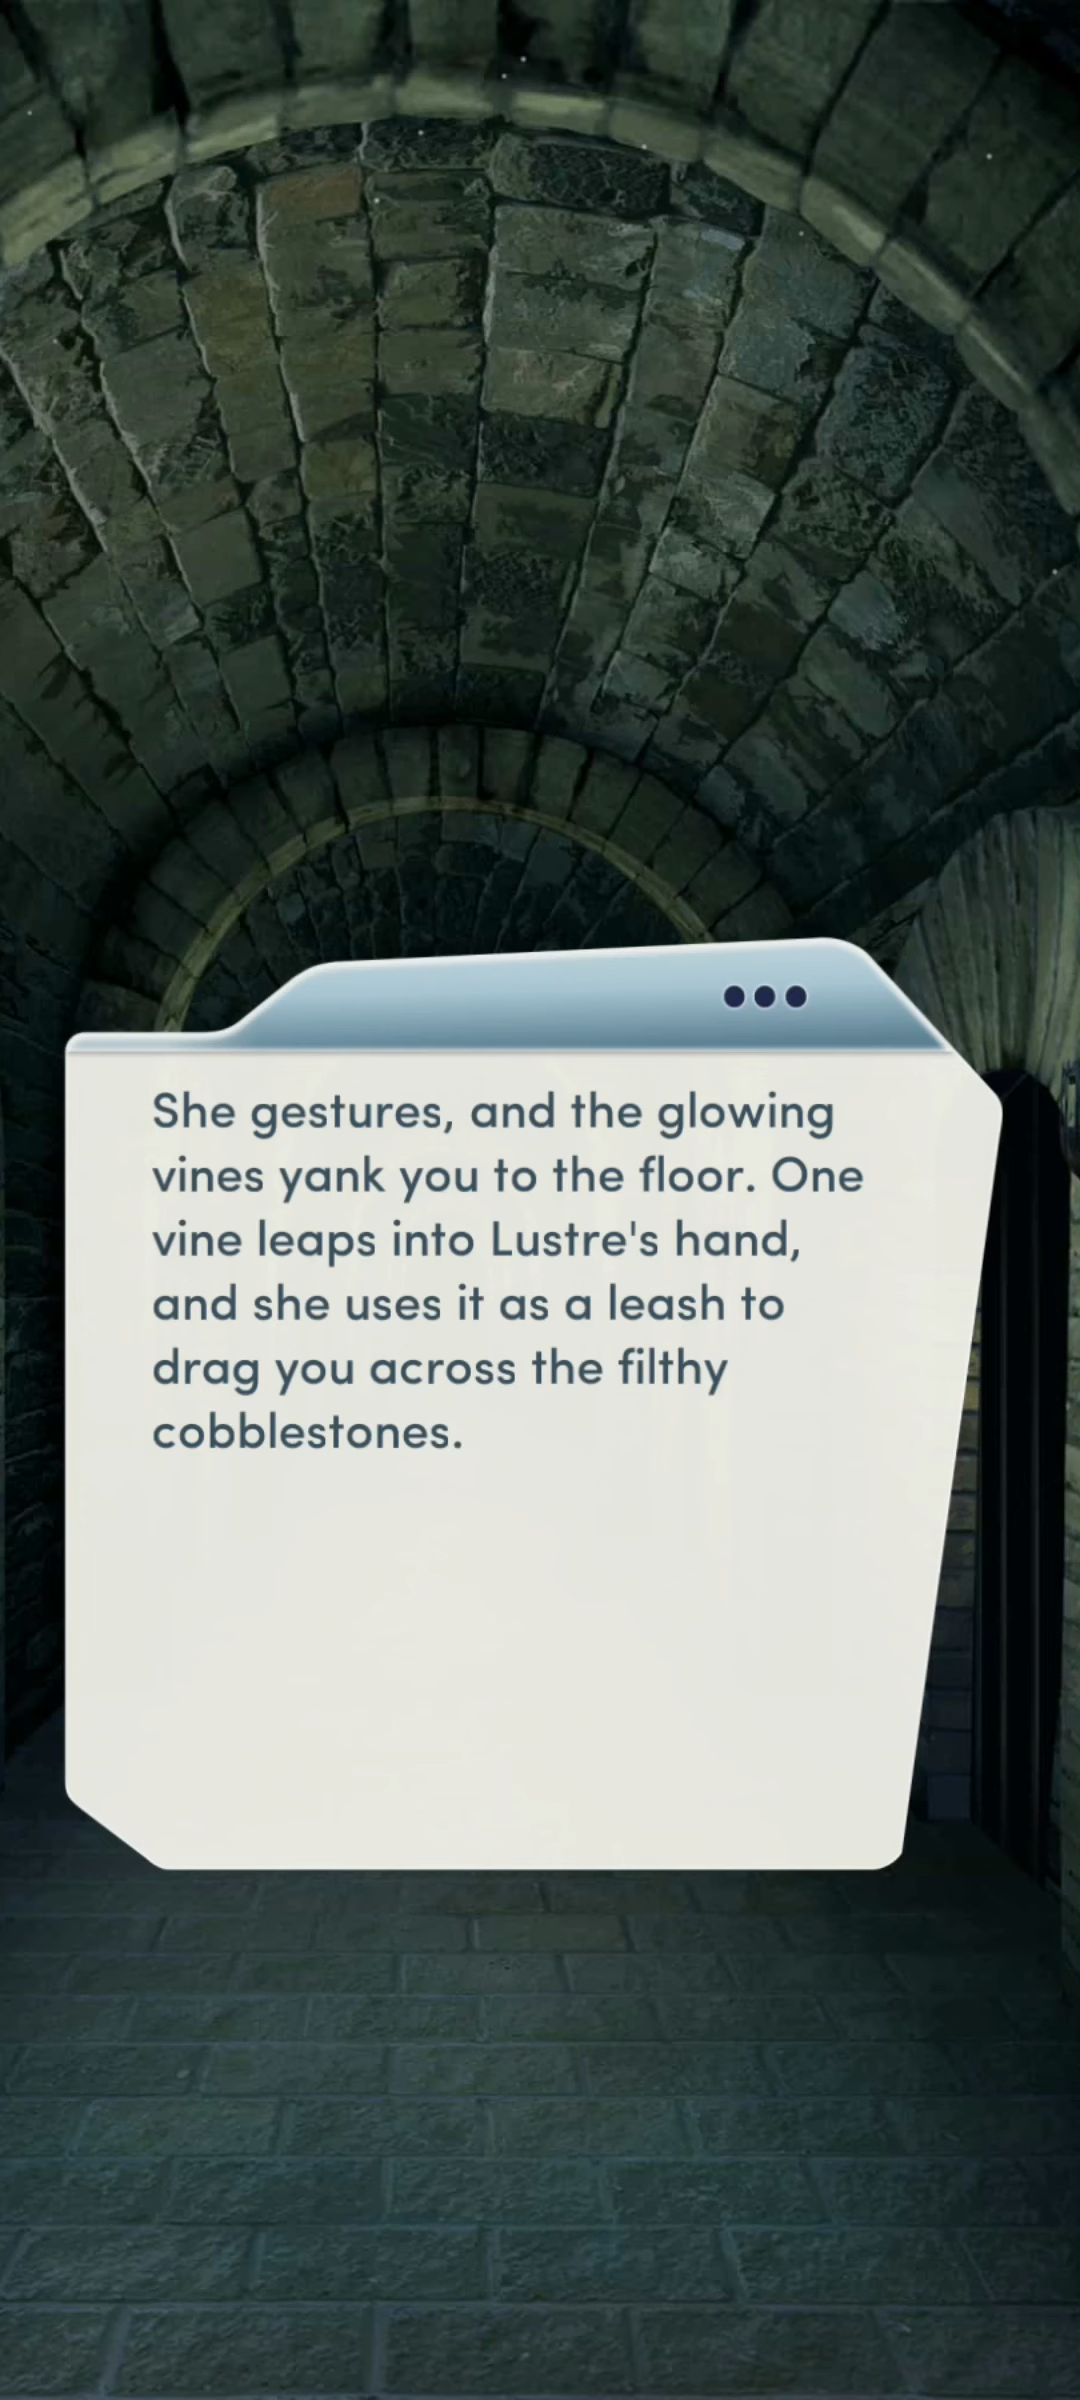 She gestures, and the glowing
vines yank you to the floor. One
vine leaps into Lustre's hand,
and she uses it as a leash to
drag you across the filthy
cobblestones.